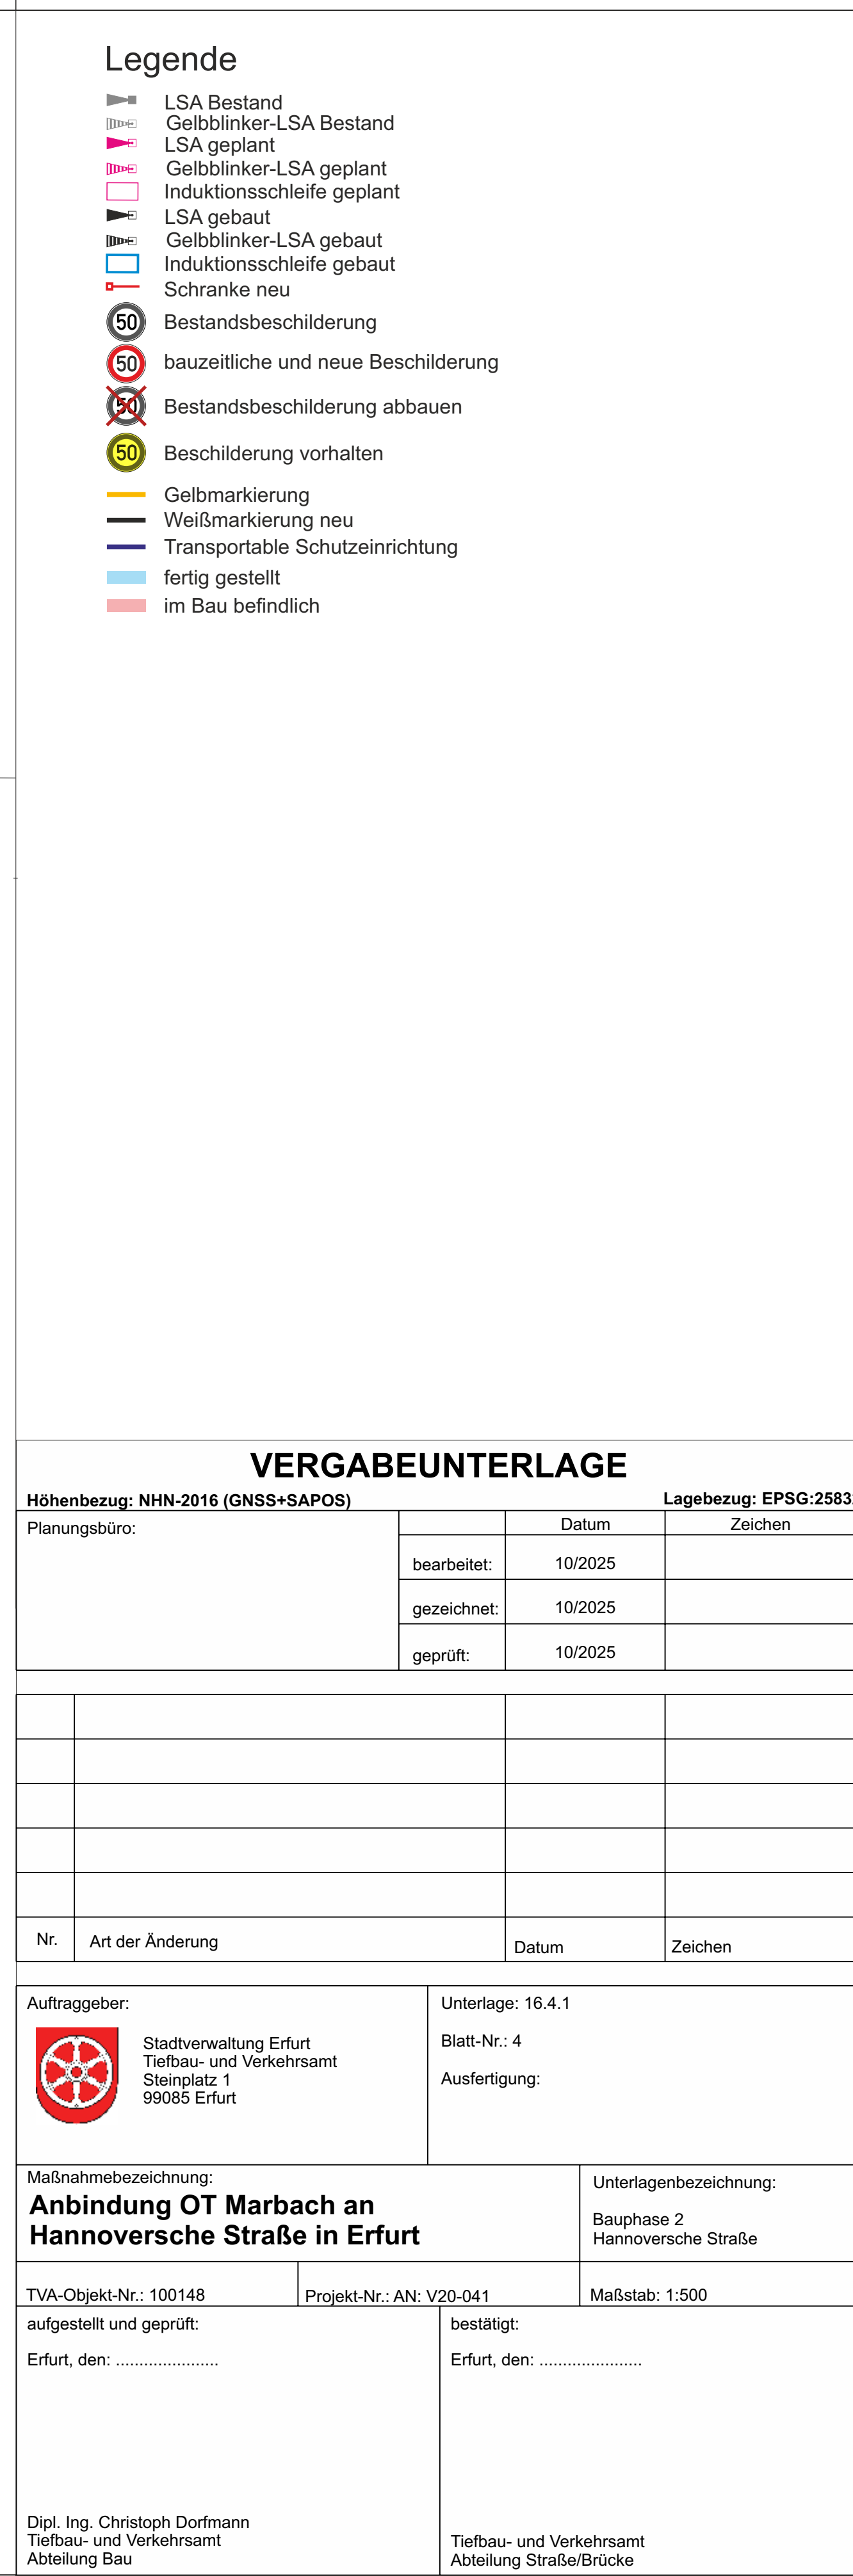 Legende
LSA Bestand
Gelbblinker-LSA Bestand
LSA geplant
Gelbblinker-LSA geplant
Induktionsschleife geplant
LSA gebaut
Gelbblinker-LSA gebaut
Induktionsschleife gebaut
Schranke neu
50 Bestandsbeschilderung
50 bauzeitliche und neue Beschilderung
50 Bestandsbeschilderung abbauen
50 Beschilderung vorhalten
Gelbmarkierung
Weißmarkierung neu
Transportable Schutzeinrichtung
fertig gestellt
im Bau befindlich
VERGABEUNTERLAGE
Höhenbezug: NHN-2016 (GNSS+SAPOS) Lagebezug: EPSG:2583
Planungsbüro:
Datum Zeichen
bearbeitet: 10/2025
gezeichnet: 10/2025
geprüft: 10/2025
Nr. Art der Änderung Datum Zeichen
Auftraggeber:
Stadtverwaltung Erfurt
Tiefbau- und Verkehrsamt
Steinplatz 1
99085 Erfurt
Unterlage: 16.4.1
Blatt-Nr.: 4
Ausfertigung:
Maßnahmebezeichnung:
Anbindung OT Marbach an
Hannoversche Straße in Erfurt
Unterlagenbezeichnung:
Bauphase 2
Hannoversche Straße
TVA-Objekt-Nr.: 100148 Projekt-Nr.: AN: V20-041 Maßstab: 1:500
aufgestellt und geprüft:
Erfurt, den: ......................
Dipl. Ing. Christoph Dorfmann
Tiefbau- und Verkehrsamt
Abteilung Bau
bestätigt:
Erfurt, den: ......................
Tiefbau- und Verkehrsamt
Abteilung Straße/Brücke